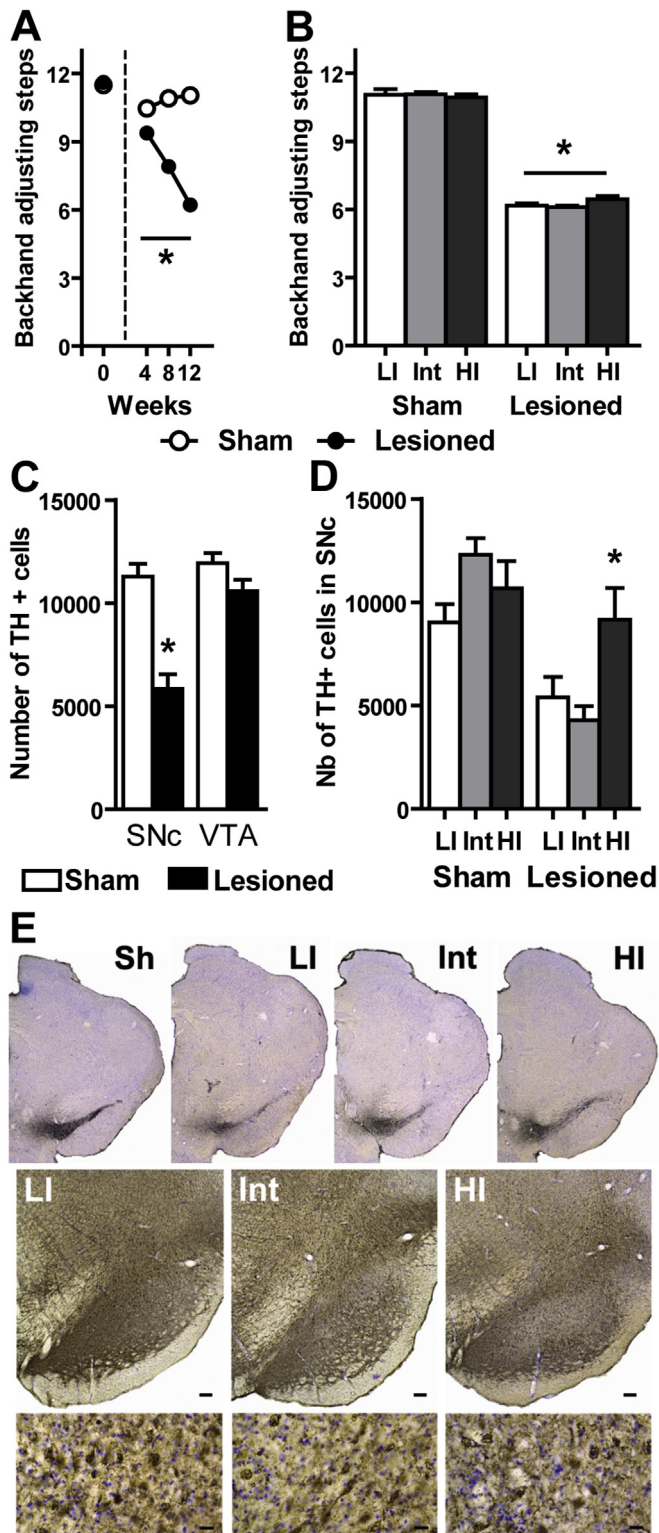 A
Backhand adjusting steps
12
9
6
3
0
*
0 4 8 12
Weeks
B
Backhand adjusting steps
12
9
6
3
0
*
LI Int HI LI Int HI
Sham Lesioned
Sham Lesioned
C
Number of TH + cells
15000
10000
5000
0
*
SNc VTA
Sham Lesioned
D
Nb of TH+ cells in SNc
15000
10000
5000
0
*
LI Int HI LI Int HI
Sham Lesioned
E
Sh LI Int HI
LI Int HI